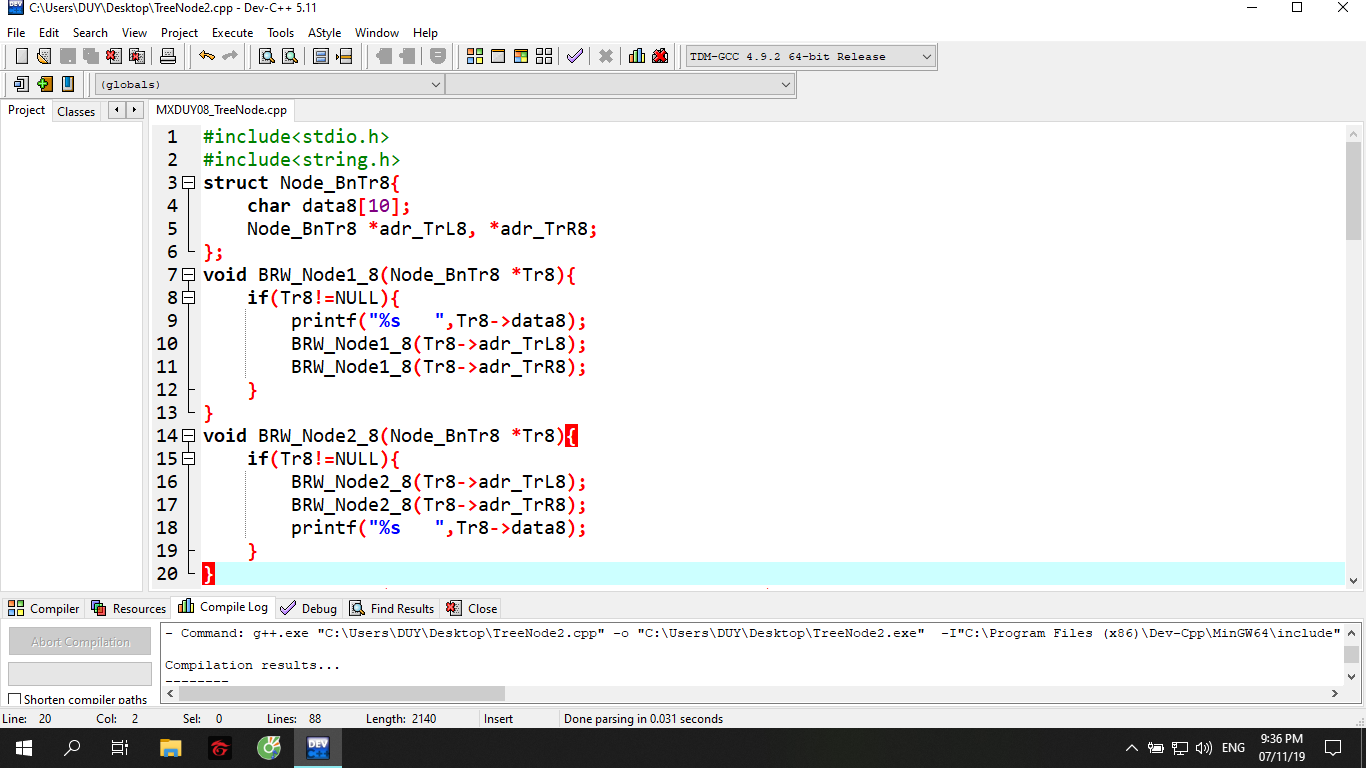 C:\Users\DUY\Desktop\TreeNode2.cpp - Dev-C++ 5.11
File Edit Search View Project Execute Tools AStyle Window Help
TDM-GCC 4.9.2 64-bit Release
(globals)
Project Classes MXDUY08_TreeNode.cpp
1 #include<stdio.h>
2 #include<string.h>
3 struct Node_BnTr8{
4 char data8[10];
5 Node_BnTr8 *adr_TrL8, *adr_TrR8;
6 };
7 void BRW_Node1_8(Node_BnTr8 *Tr8){
8 if(Tr8!=NULL){
9 printf("%s   ",Tr8->data8);
10 BRW_Node1_8(Tr8->adr_TrL8);
11 BRW_Node1_8(Tr8->adr_TrR8);
12 }
13 }
14 void BRW_Node2_8(Node_BnTr8 *Tr8){
15 if(Tr8!=NULL){
16 BRW_Node2_8(Tr8->adr_TrL8);
17 BRW_Node2_8(Tr8->adr_TrR8);
18 printf("%s   ",Tr8->data8);
19 }
20 }
Compiler Resources Compile Log Debug Find Results Close
Abort Compilation
Shorten compiler paths
- Command: g++.exe "C:\Users\DUY\Desktop\TreeNode2.cpp" -o "C:\Users\DUY\Desktop\TreeNode2.exe"  -I"C:\Program Files (x86)\Dev-Cpp\MinGW64\include"
Compilation results...
--------
Line: 20 Col: 2 Sel: 0 Lines: 88 Length: 2140 Insert Done parsing in 0.031 seconds
DEV
ENG
9:36 PM
07/11/19